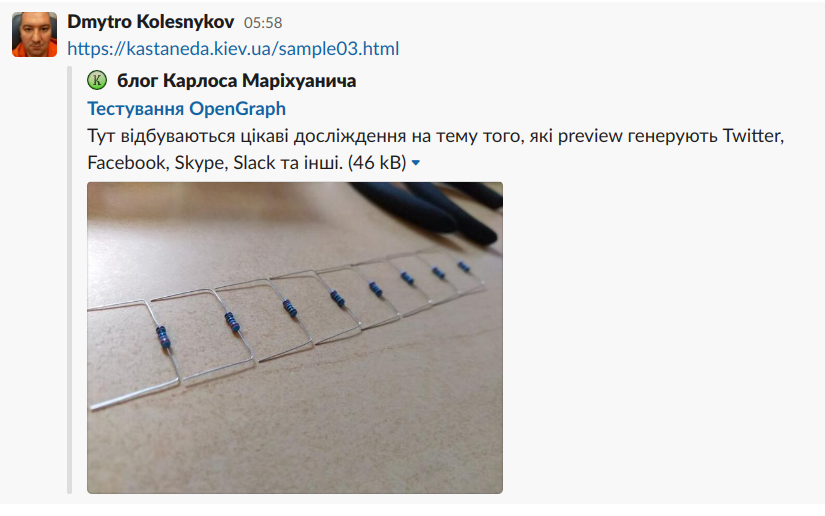 Dmytro Kolesnykov 05:58
https://kastaneda.kiev.ua/sample03.html
K блог Карлоса Маріхуанича
Тестування OpenGraph
Тут відбуваються цікаві досліждення на тему того, які preview генерують Twitter,
Facebook, Skype, Slack та інші. (46 kB)